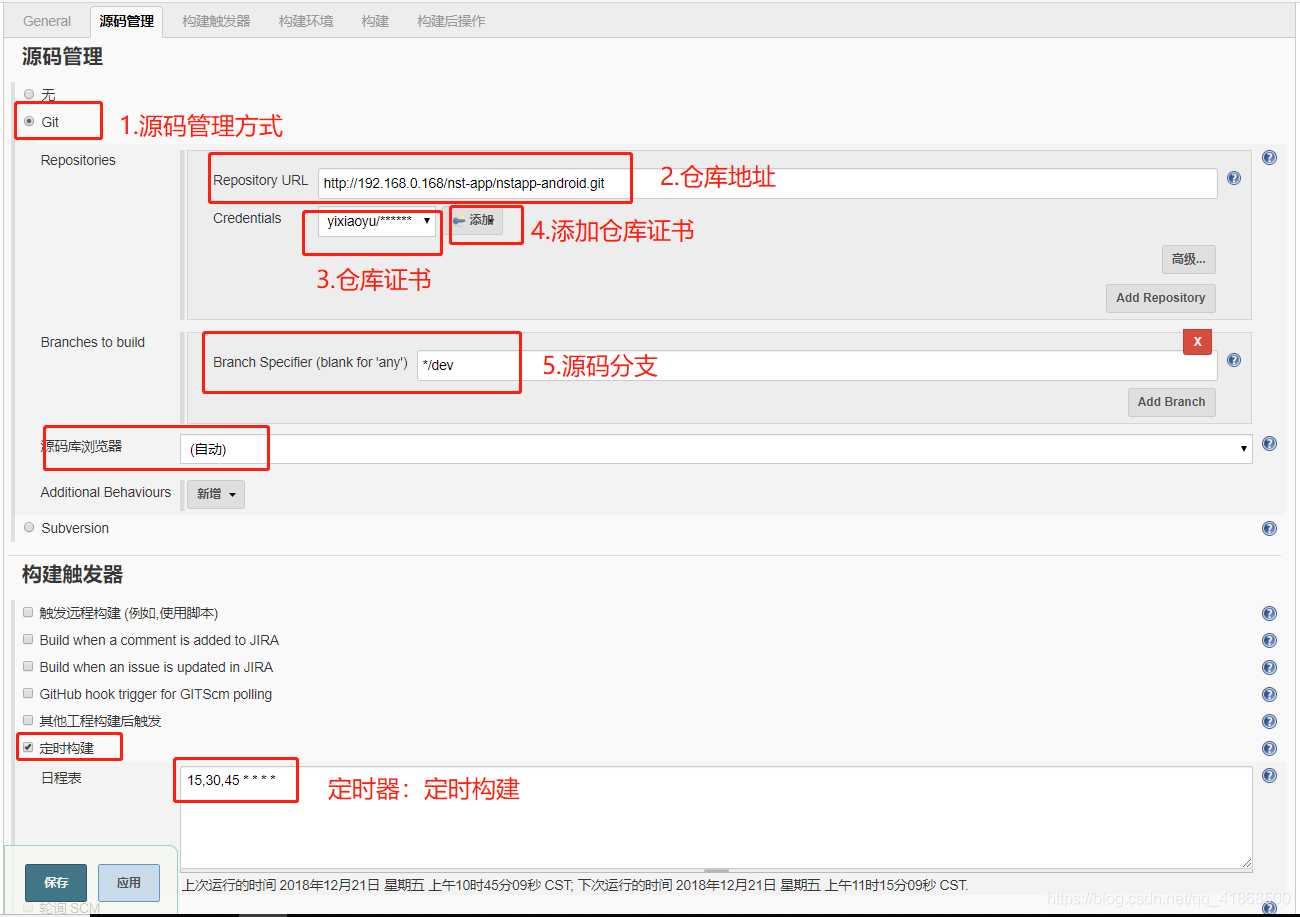 General 源码管理 构建触发器 构建环境 构建 构建后操作
源码管理
无
Git 1.源码管理方式
Repositories
Repository URL http://192.168.0.168/nst-app/nstapp-android.git 2.仓库地址
Credentials yixiaoyu/****** 添加 4.添加仓库证书
3.仓库证书
高级...
Add Repository
Branches to build
X
Branch Specifier (blank for 'any') */dev 5.源码分支
Add Branch
源码库浏览器 (自动)
Additional Behaviours 新增
Subversion
构建触发器
触发远程构建 (例如,使用脚本)
Build when a comment is added to JIRA
Build when an issue is updated in JIRA
GitHub hook trigger for GITScm polling
其他工程构建后触发
定时构建
日程表 15,30,45 * * * * 定时器：定时构建
保存 应用
上次运行的时间 2018年12月21日 星期五 上午10时45分09秒 CST; 下次运行的时间 2018年12月21日 星期五 上午11时15分09秒 CST.
轮询 SCM
https://blog.csdn.net/qq_41868500